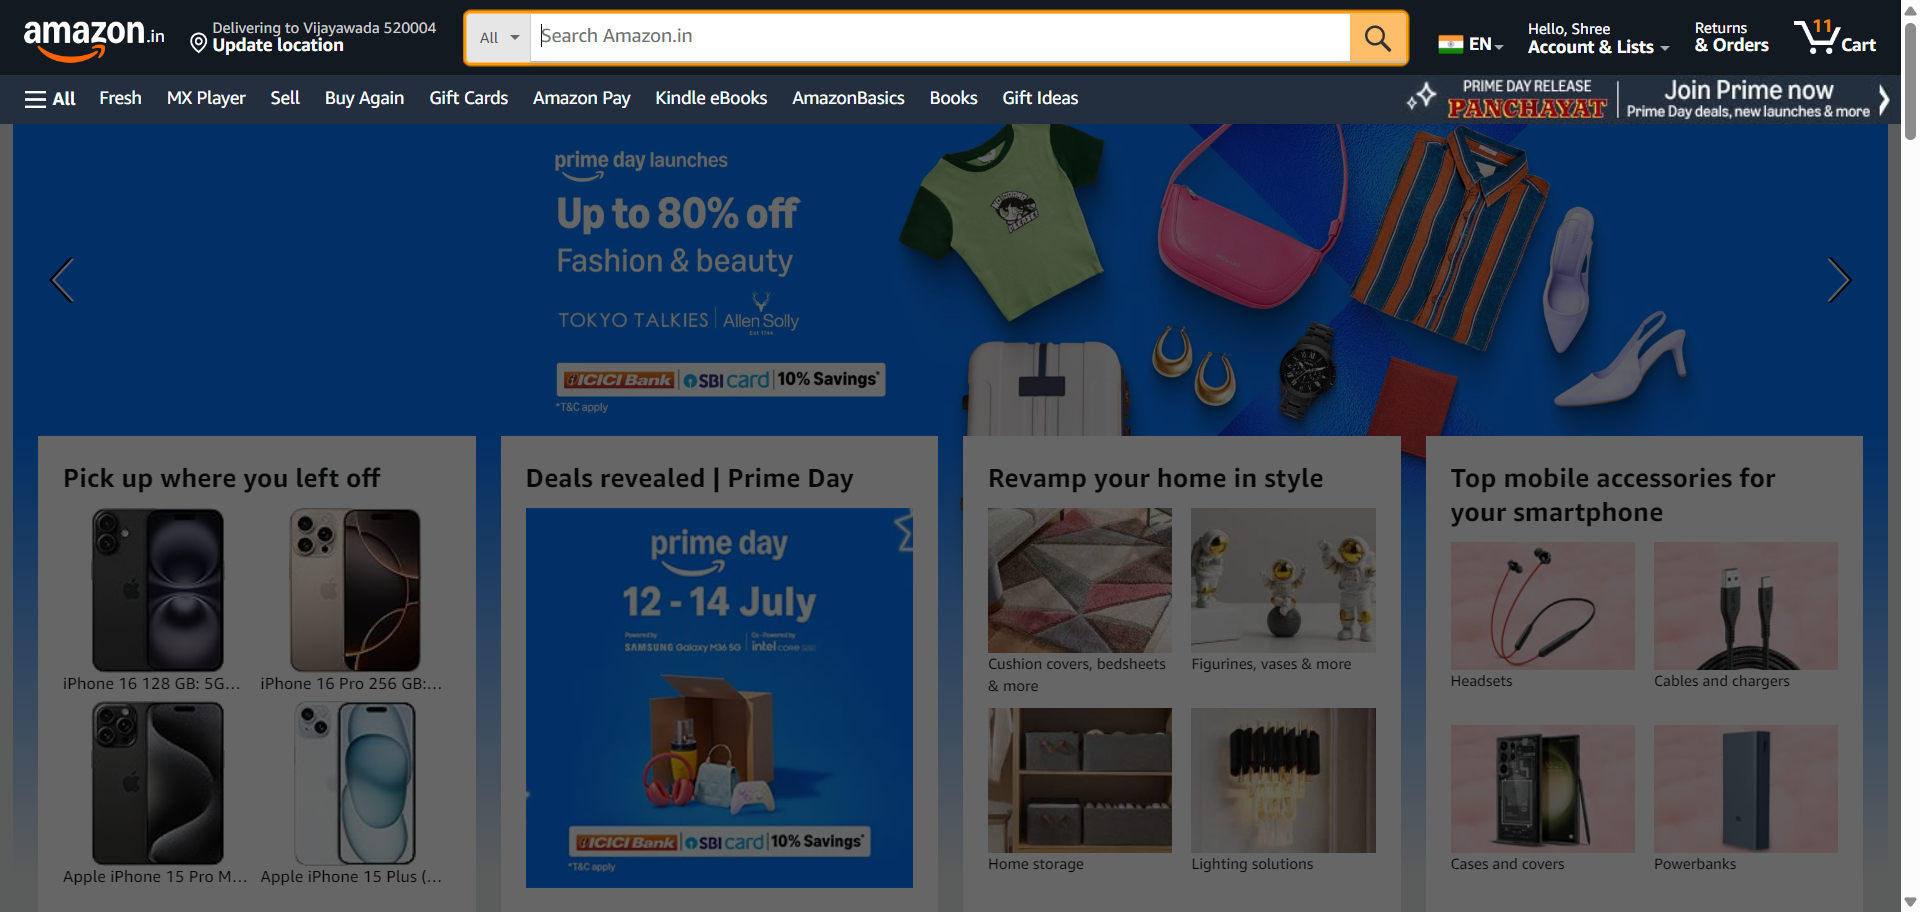 amazon.in
Delivering to Vijayawada 520004
Update location
All
Search Amazon.in
EN
Hello, Shree
Account & Lists
Returns
& Orders
11
Cart
All
Fresh
MX Player
Sell
Buy Again
Gift Cards
Amazon Pay
Kindle eBooks
AmazonBasics
Books
Gift Ideas
PRIME DAY RELEASE
PANCHAYAT
Join Prime now
Prime Day deals, new launches & more
prime day launches
Up to 80% off
Fashion & beauty
TOKYO TALKIES | Allen Solly
Est 1744
ICICI Bank | SBI card | 10% Savings*
*T&C apply
Pick up where you left off
iPhone 16 128 GB: 5G...
iPhone 16 Pro 256 GB:...
Apple iPhone 15 Pro M...
Apple iPhone 15 Plus (...
Deals revealed | Prime Day
prime day
12 - 14 July
Powered by
SAMSUNG Galaxy M36 5G
Co-Powered by
intel CORE
ICICI Bank | SBI card | 10% Savings*
*T&C apply
Revamp your home in style
Cushion covers, bedsheets
& more
Figurines, vases & more
Home storage
Lighting solutions
Top mobile accessories for
your smartphone
Headsets
Cables and chargers
Cases and covers
Powerbanks